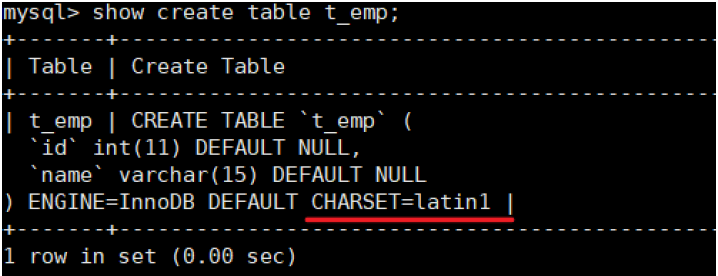 mysql> show create table t_emp;
+-------+------------------------------------------------
| Table | Create Table
+-------+------------------------------------------------
| t_emp | CREATE TABLE `t_emp` (
  `id` int(11) DEFAULT NULL,
  `name` varchar(15) DEFAULT NULL
) ENGINE=InnoDB DEFAULT CHARSET=latin1 |
+-------+------------------------------------------------
1 row in set (0.00 sec)